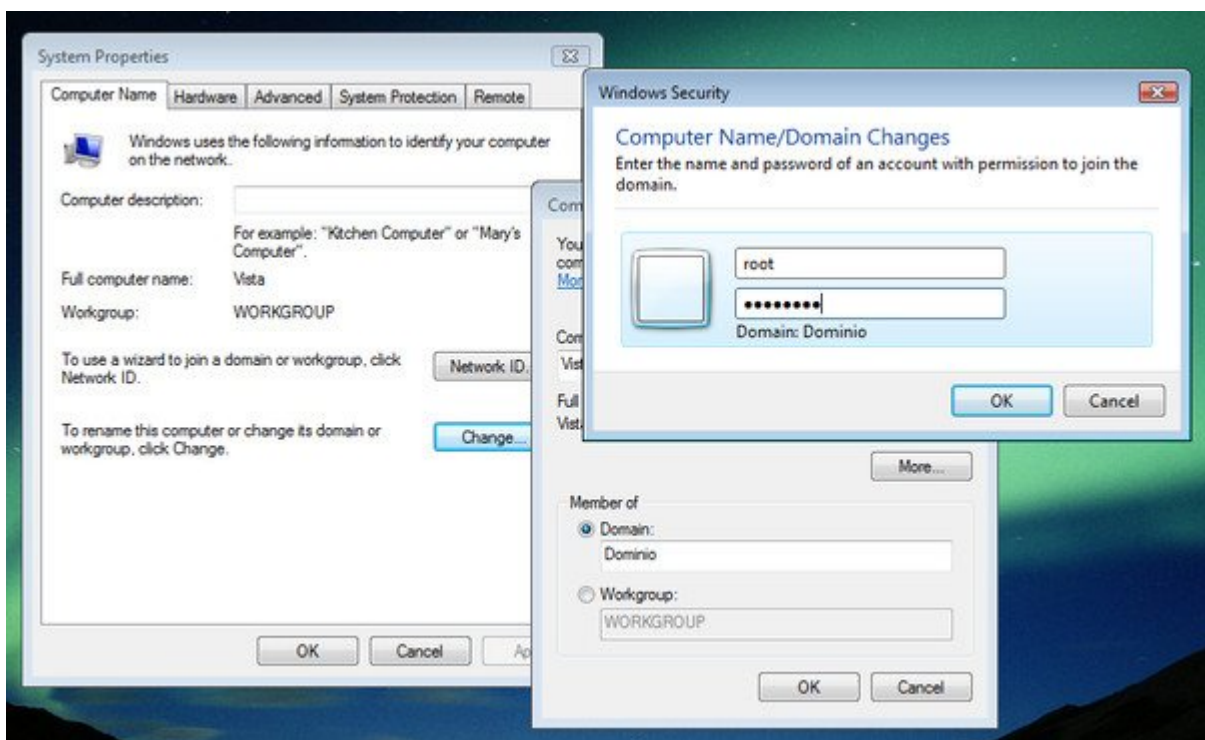 System Properties
Computer Name
Hardware
Advanced
System Protection
Remote
Windows uses the following information to identify your computer
on the network.
Computer description:
For example: "Kitchen Computer" or "Mary's
Computer".
Full computer name:
Vista
Workgroup:
WORKGROUP
To use a wizard to join a domain or workgroup, click
Network ID.
Network ID.
To rename this computer or change its domain or
workgroup, click Change.
Change...
OK
Cancel
Windows Security
Computer Name/Domain Changes
Enter the name and password of an account with permission to join the
domain.
root
Domain: Dominio
OK
Cancel
You
Full
More...
Member of
Domain:
Dominio
Workgroup:
WORKGROUP
OK
Cancel